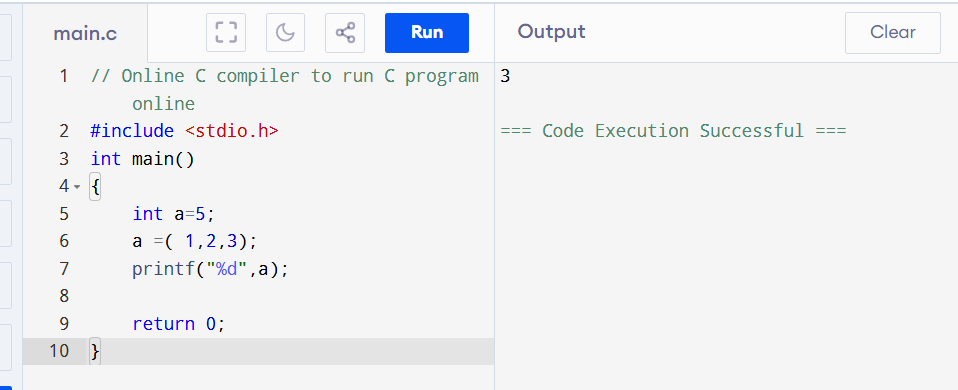 main.c
Run
Output
Clear
1 // Online C compiler to run C program
online
2 #include <stdio.h>
3 int main()
4 {
5 int a=5;
6 a =( 1,2,3);
7 printf("%d",a);
8
9 return 0;
10 }
3
=== Code Execution Successful ===